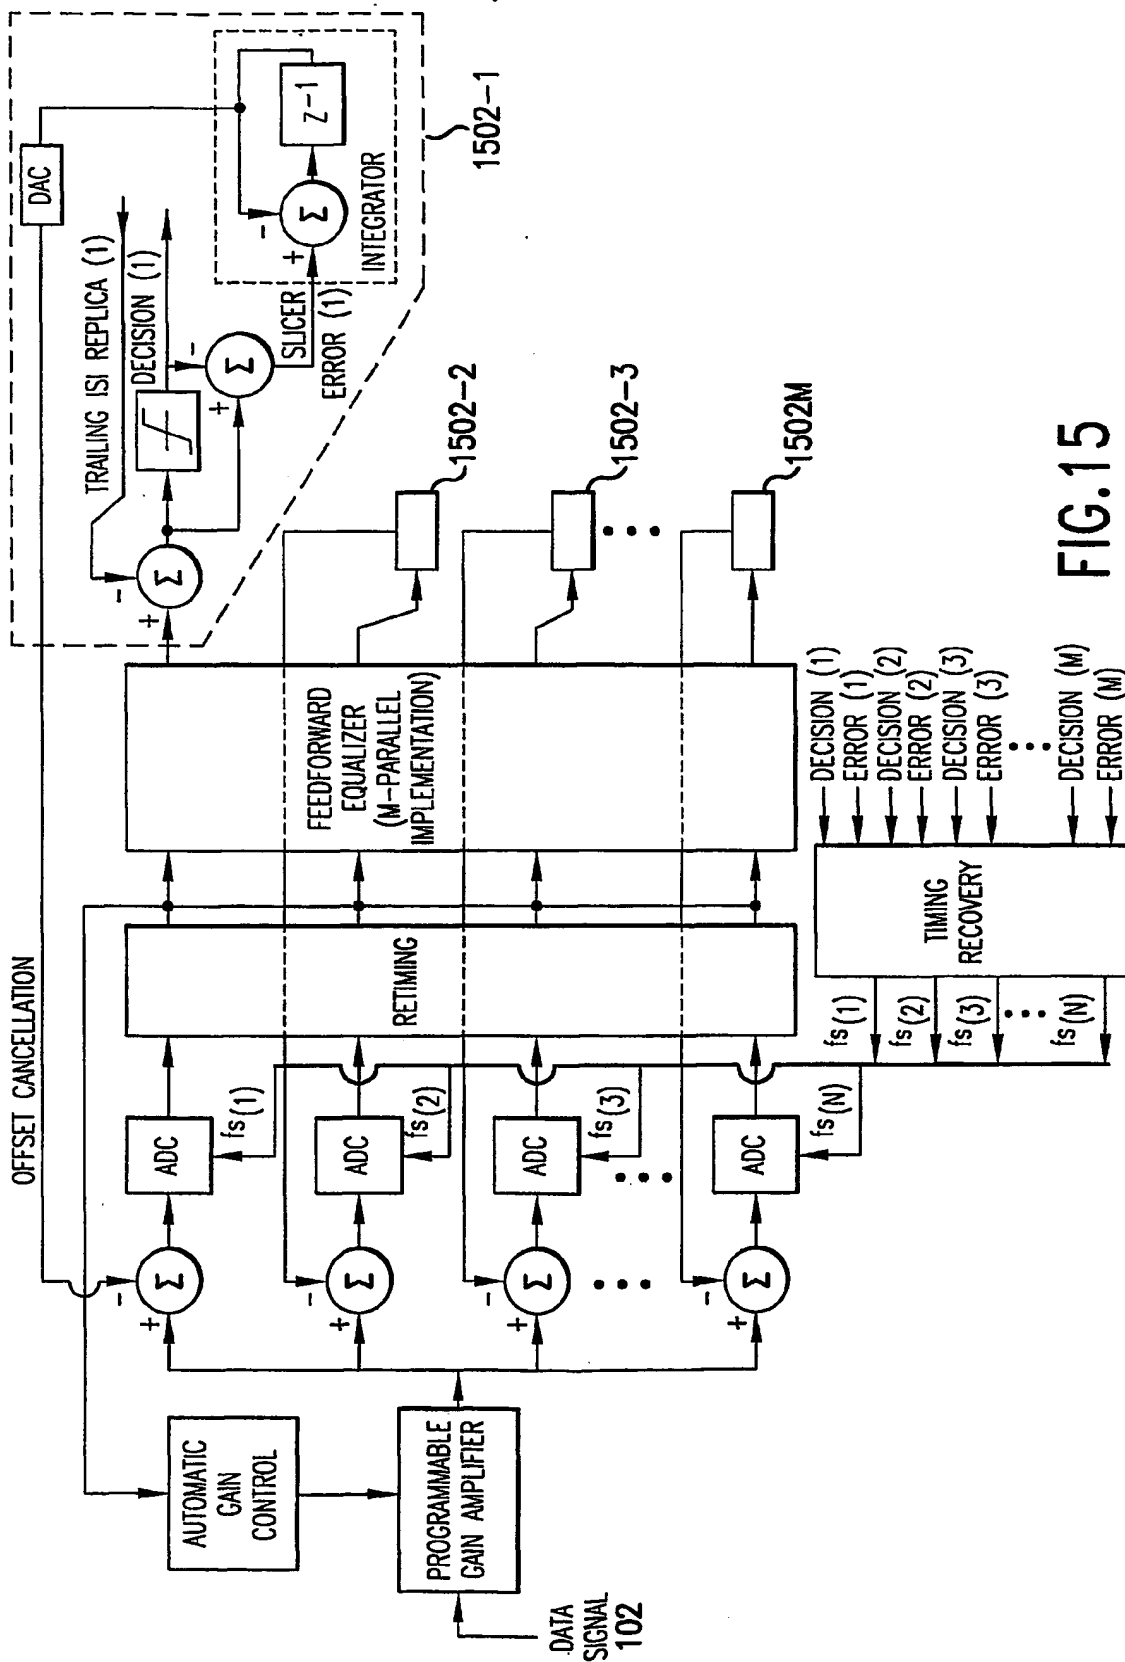 OFFSET CANCELLATION
DAC
TRAILING ISI REPLICA (1)
DECISION (1)
-
+
Σ
-
+
Σ
SLICER
ERROR (1)
-
+
Σ
Z-1
INTEGRATOR
1502-1
AUTOMATIC
GAIN
CONTROL
PROGRAMMABLE
GAIN AMPLIFIER
DATA
SIGNAL
102
-
+
Σ
ADC
fs(1)
-
+
Σ
ADC
fs(2)
-
+
Σ
ADC
fs(3)
-
+
Σ
ADC
fs(N)
RETIMING
FEEDFORWARD
EQUALIZER
(M-PARALLEL
IMPLEMENTATION)
1502-2
1502-3
1502M
fs(1)
fs(2)
fs(3)
fs(N)
TIMING
RECOVERY
DECISION (1)
ERROR (1)
DECISION (2)
ERROR (2)
DECISION (3)
ERROR (3)
DECISION (M)
ERROR (M)
FIG.15